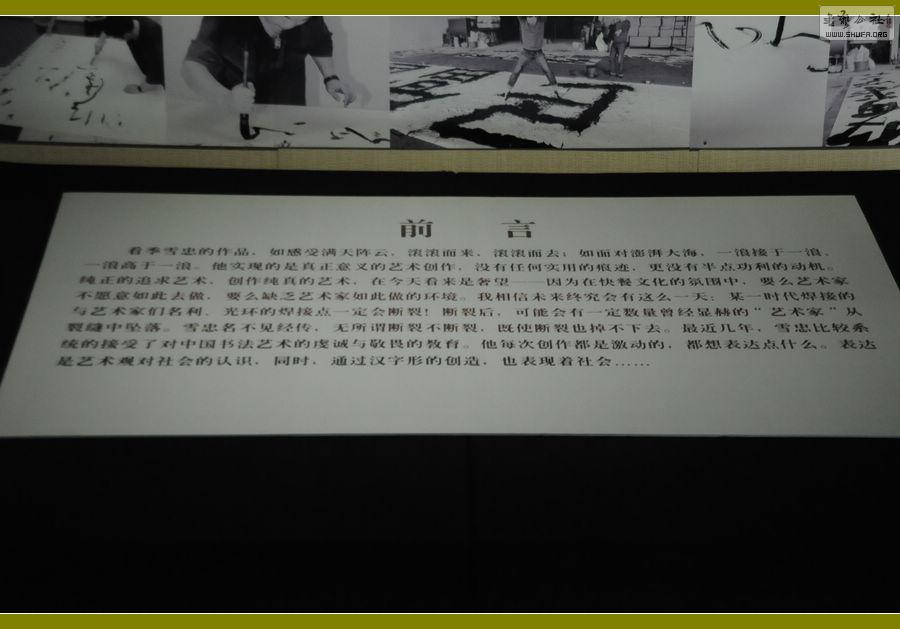 书艺公社
WWW.SHUFA.ORG
前 言
看季雪忠的作品，如感受满天阵云，滚滚而来，滚滚而去；如面对澎湃大海，一浪接于一浪，
一浪高于一浪。他实现的是真正意义的艺术创作，没有任何实用的痕迹，更没有半点功利的动机。
纯正的追求艺术，创作纯真的艺术，在今天看来是奢望——因为在快餐文化的氛围中，要么艺术家
不愿意如此去做，要么缺乏艺术家如此做的环境。我相信未来终究会有这么一天：某一时代焊接的
与艺术家们名利、光环的焊接点一定会断裂！断裂后，可能会有一定数量曾经显赫的“艺术家”从
裂缝中坠落。雪忠名不见经传，无所谓断裂不断裂，既使断裂也掉不下去。最近几年，雪忠比较系
统的接受了对中国书法艺术的虔诚与敬畏的教育。他每次创作都是激动的，都想表达点什么。表达
是艺术观对社会的认识，同时，通过汉字形的创造，也表现着社会……